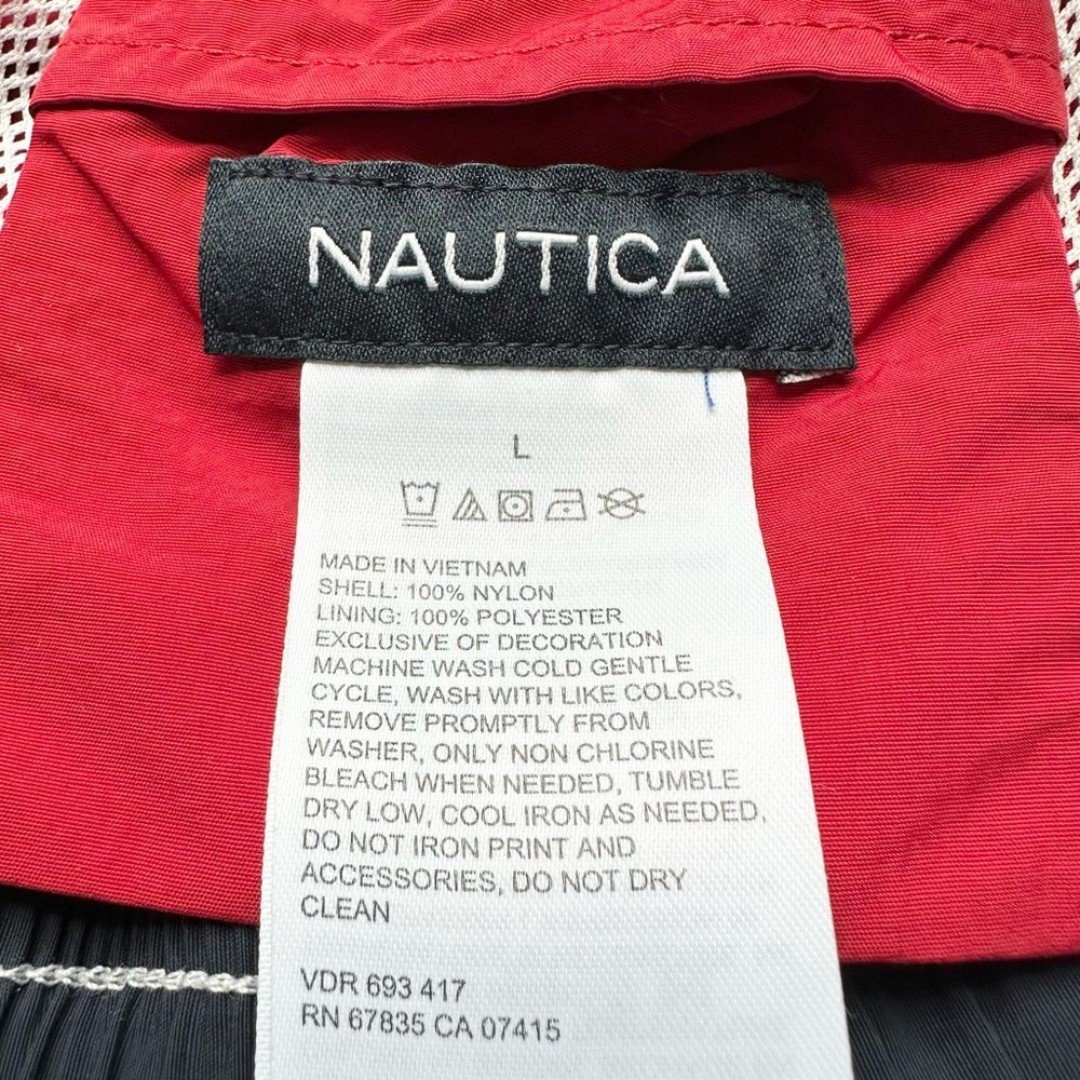 NAUTICA
L
MADE IN VIETNAM
SHELL: 100% NYLON
LINING: 100% POLYESTER
EXCLUSIVE OF DECORATION
MACHINE WASH COLD GENTLE
CYCLE, WASH WITH LIKE COLORS,
REMOVE PROMPTLY FROM
WASHER, ONLY NON CHLORINE
BLEACH WHEN NEEDED, TUMBLE
DRY LOW, COOL IRON AS NEEDED,
DO NOT IRON PRINT AND
ACCESSORIES, DO NOT DRY
CLEAN
VDR 693 417
RN 67835 CA 07415